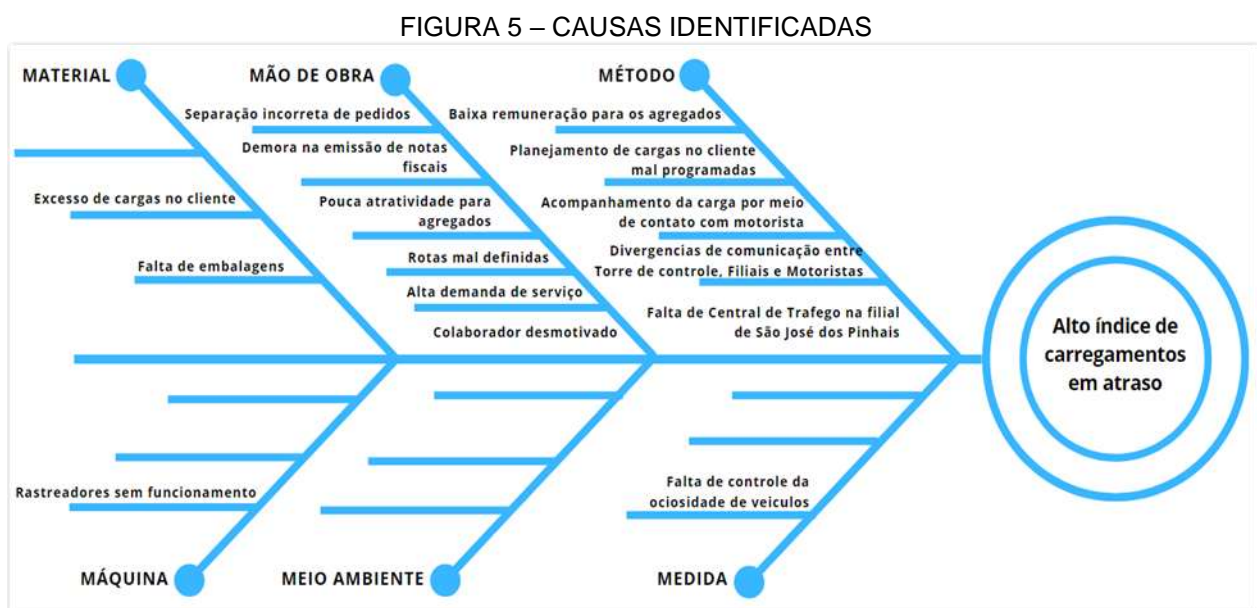 FIGURA 5 – CAUSAS IDENTIFICADAS
MATERIAL
Excesso de cargas no cliente
Falta de embalagens
MÃO DE OBRA
Separação incorreta de pedidos
Demora na emissão de notas
fiscais
Pouca atratividade para
agregados
Rotas mal definidas
Alta demanda de serviço
Colaborador desmotivado
MÉTODO
Baixa remuneração para os agregados
Planejamento de cargas no cliente
mal programadas
Acompanhamento da carga por meio
de contato com motorista
Divergencias de comunicação entre
Torre de controle, Filiais e Motoristas
Falta de Central de Trafego na filial
de São José dos Pinhais
Alto índice de
carregamentos
em atraso
Rastreadores sem funcionamento
MÁQUINA
MEIO AMBIENTE
Falta de controle da
ociosidade de veiculos
MEDIDA